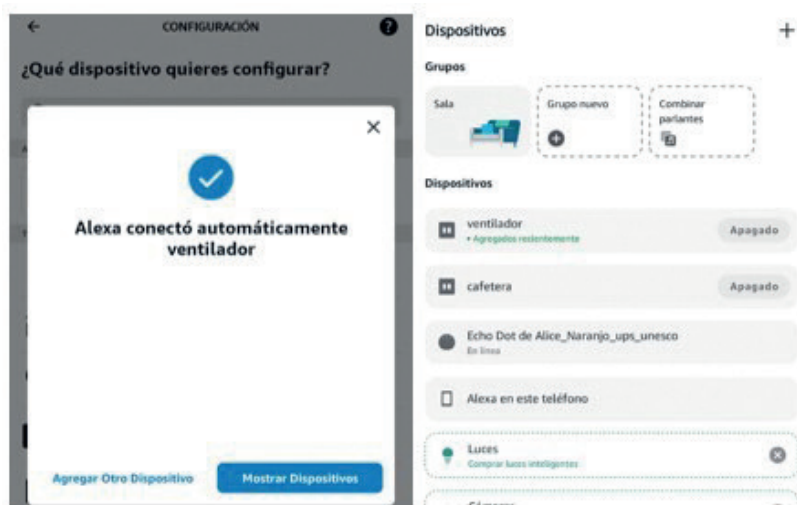 CONFIGURACIÓN
¿Qué dispositivo quieres configurar?
Alexa conectó automáticamente
ventilador
Agregar Otro Dispositivo
Mostrar Dispositivos
Dispositivos
Grupos
Sala
Grupo nuevo
Combinar
parlantes
Dispositivos
ventilador
• Agregados recientemente
Apagado
cafetera
Apagado
Echo Dot de Alice_Naranjo_ups_unesco
En línea
Alexa en este teléfono
Luces
Comprar luces inteligentes